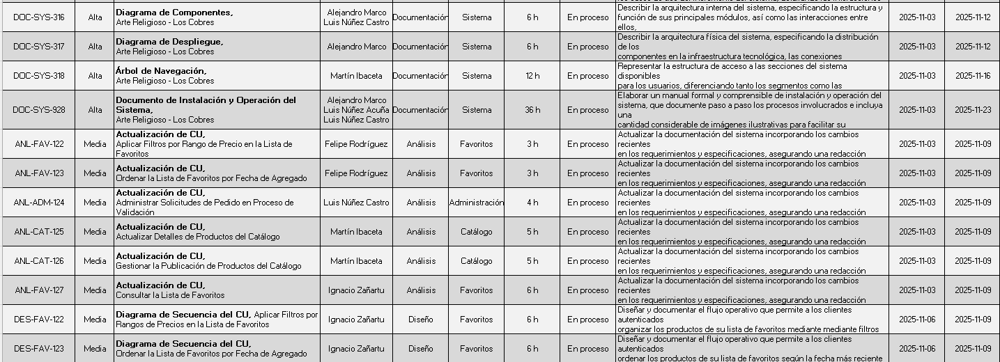 DOC-SYS-316 Alta Diagrama de Componentes, Arte Religioso - Los Cobres Alejandro Marco Luis Núñez Castro Documentación Sistema 6 h En proceso Describir la arquitectura interna del sistema, especificando la estructura y función de sus principales módulos, así como las interacciones entre ellos, 2025-11-03 2025-11-12
DOC-SYS-317 Alta Diagrama de Despliegue, Arte Religioso - Los Cobres Alejandro Marco Documentación Sistema 6 h En proceso Describir la arquitectura física del sistema, especificando la distribución de los componentes en la infraestructura tecnológica, las conexiones 2025-11-03 2025-11-12
DOC-SYS-318 Alta Árbol de Navegación, Arte Religioso - Los Cobres Martín Ibaceta Documentación Sistema 12 h En proceso Representar la estructura de acceso a las secciones del sistema disponibles para los usuarios, diferenciando tanto los segmentos como las 2025-11-03 2025-11-16
DOC-SYS-928 Alta Documento de Instalación y Operación del Sistema, Arte Religioso - Los Cobres Alejandro Marco Luis Núñez Acuña Luis Núñez Castro Documentación Sistema 36 h En proceso Elaborar un manual formal y comprensible de instalación y operación del sistema, que documente paso a paso los procesos involucrados e incluya una cantidad considerable de imágenes ilustrativas para facilitar su 2025-11-03 2025-11-23
ANL-FAV-122 Media Actualización de CU, Aplicar Filtros por Rango de Precio en la Lista de Favoritos Felipe Rodríguez Análisis Favoritos 3 h En proceso Actualizar la documentación del sistema incorporando los cambios recientes en los requerimientos y especificaciones, asegurando una redacción 2025-11-03 2025-11-09
ANL-FAV-123 Media Actualización de CU, Ordenar la Lista de Favoritos por Fecha de Agregado Felipe Rodríguez Análisis Favoritos 3 h En proceso Actualizar la documentación del sistema incorporando los cambios recientes en los requerimientos y especificaciones, asegurando una redacción 2025-11-03 2025-11-09
ANL-ADM-124 Media Actualización de CU, Administrar Solicitudes de Pedido en Proceso de Validación Luis Núñez Castro Análisis Administración 4 h En proceso Actualizar la documentación del sistema incorporando los cambios recientes en los requerimientos y especificaciones, asegurando una redacción 2025-11-03 2025-11-09
ANL-CAT-125 Media Actualización de CU, Actualizar Detalles de Productos del Catálogo Martín Ibaceta Análisis Catálogo 5 h En proceso Actualizar la documentación del sistema incorporando los cambios recientes en los requerimientos y especificaciones, asegurando una redacción 2025-11-03 2025-11-09
ANL-CAT-126 Media Actualización de CU, Gestionar la Publicación de Productos del Catálogo Martín Ibaceta Análisis Catálogo 5 h En proceso Actualizar la documentación del sistema incorporando los cambios recientes en los requerimientos y especificaciones, asegurando una redacción 2025-11-03 2025-11-09
ANL-FAV-127 Media Actualización de CU, Consultar la Lista de Favoritos Ignacio Zañartu Análisis Favoritos 6 h En proceso Actualizar la documentación del sistema incorporando los cambios recientes en los requerimientos y especificaciones, asegurando una redacción 2025-11-03 2025-11-09
DES-FAV-122 Media Diagrama de Secuencia del CU, Aplicar Filtros por Rangos de Precios en la Lista de Favoritos Ignacio Zañartu Diseño Favoritos 6 h En proceso Diseñar y documentar el flujo operativo que permite a los clientes autenticados organizar los productos de su lista de favoritos mediante mediante filtros 2025-11-06 2025-11-09
DES-FAV-123 Media Diagrama de Secuencia del CU, Ordenar la Lista de Favoritos por Fecha de Agregado Ignacio Zañartu Diseño Favoritos 6 h En proceso Diseñar y documentar el flujo operativo que permite a los clientes autenticados ordenar los productos de su lista de favoritos según la fecha más reciente 2025-11-06 2025-11-09